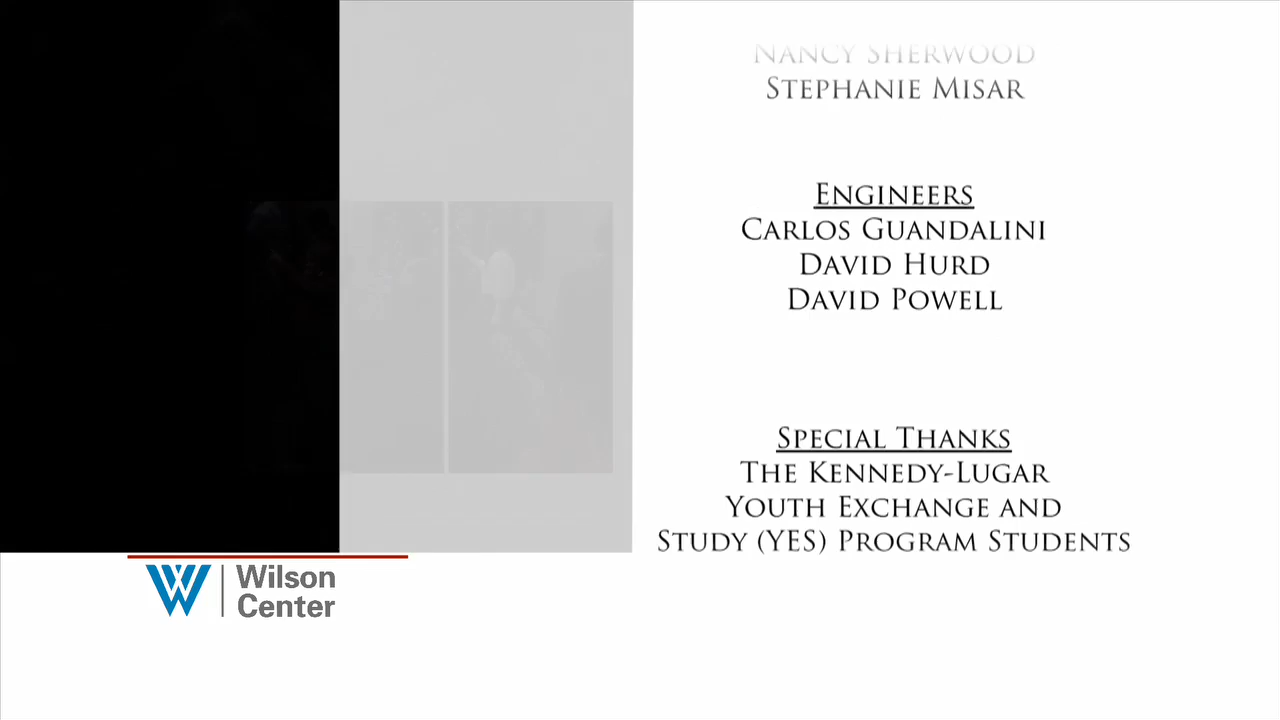 NANCY SHERWOOD
STEPHANIE MISAR
ENGINEERS
CARLOS GUANDALINI
DAVID HURD
DAVID POWELL
SPECIAL THANKS
THE KENNEDY-LUGAR
YOUTH EXCHANGE AND
STUDY (YES) PROGRAM STUDENTS
Wilson
Center